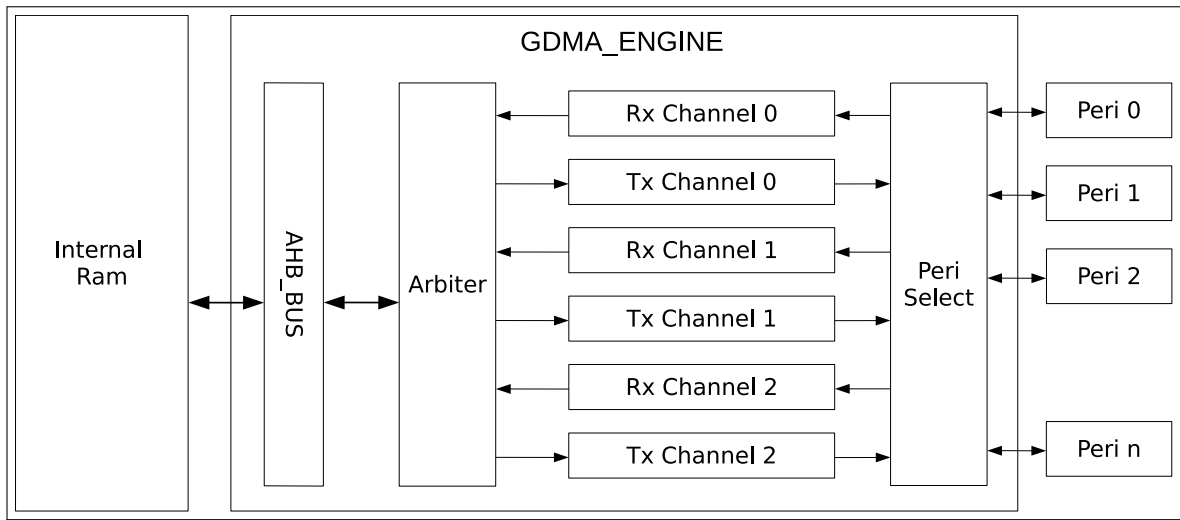 GDMA_ENGINE
Internal
Ram
AHB_BUS
Arbiter
Rx Channel 0
Tx Channel 0
Rx Channel 1
Tx Channel 1
Rx Channel 2
Tx Channel 2
Peri
Select
Peri 0
Peri 1
Peri 2
Peri n